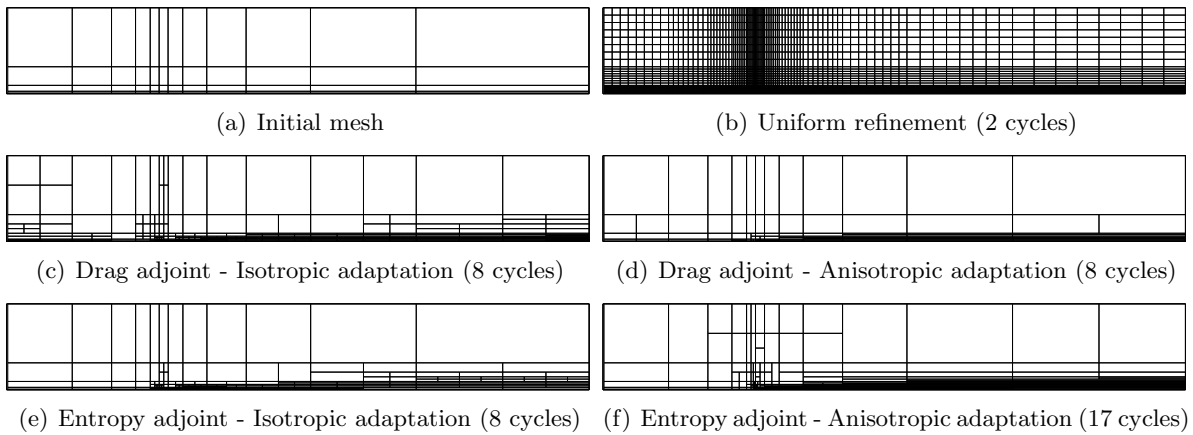 (a) Initial mesh
(b) Uniform refinement (2 cycles)
(c) Drag adjoint - Isotropic adaptation (8 cycles)
(d) Drag adjoint - Anisotropic adaptation (8 cycles)
(e) Entropy adjoint - Isotropic adaptation (8 cycles)
(f) Entropy adjoint - Anisotropic adaptation (17 cycles)